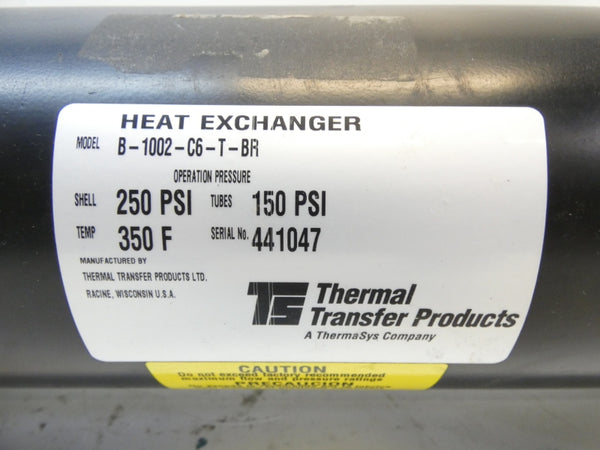 HEAT EXCHANGER
MODEL B-1002-C6-T-BR
OPERATION PRESSURE
SHELL 250 PSI TUBES 150 PSI
TEMP 350 F SERIAL No. 441047
MANUFACTURED BY
THERMAL TRANSFER PRODUCTS LTD.
RACINE, WISCONSIN U.S.A.
TTS Thermal
Transfer Products
A ThermaSys Company
CAUTION
Do not exceed factory recommended
maximum flow and pressure ratings
PRECAUCION